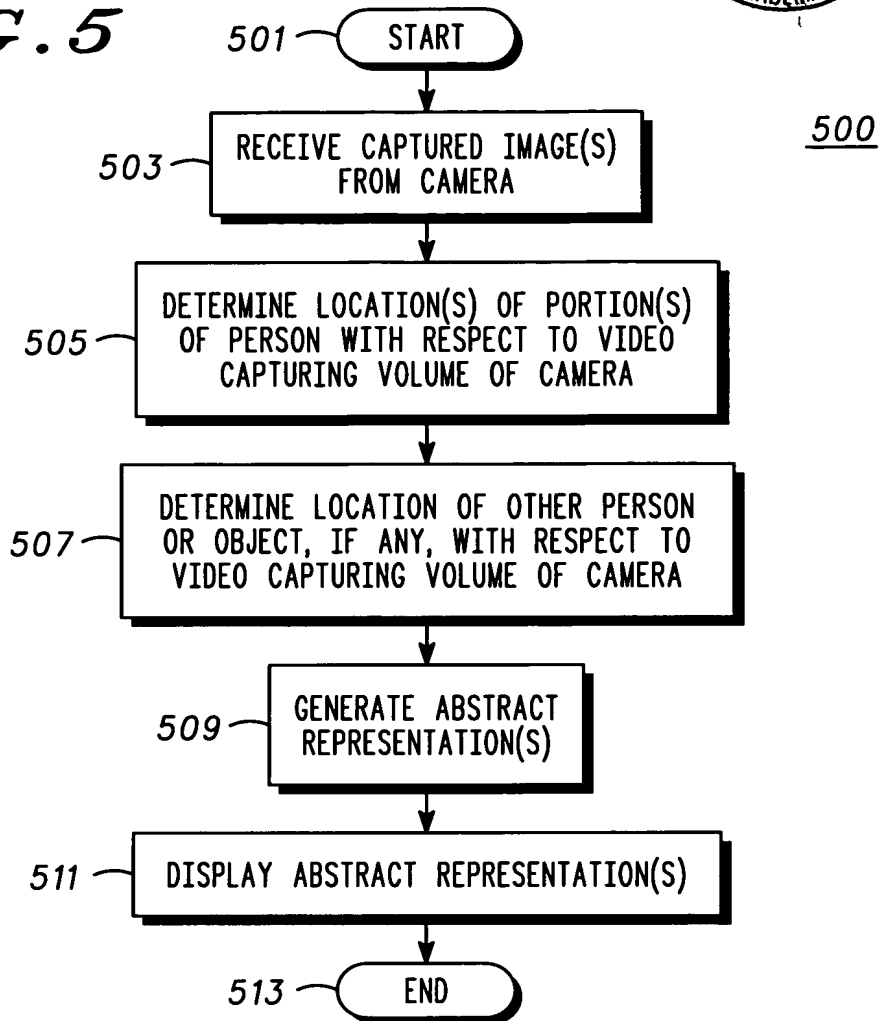 G. 5
501
START
500
503
RECEIVE CAPTURED IMAGE(S)
FROM CAMERA
505
DETERMINE LOCATION(S) OF PORTION(S)
OF PERSON WITH RESPECT TO VIDEO
CAPTURING VOLUME OF CAMERA
507
DETERMINE LOCATION OF OTHER PERSON
OR OBJECT, IF ANY, WITH RESPECT TO
VIDEO CAPTURING VOLUME OF CAMERA
509
GENERATE ABSTRACT
REPRESENTATION(S)
511
DISPLAY ABSTRACT REPRESENTATION(S)
513
END